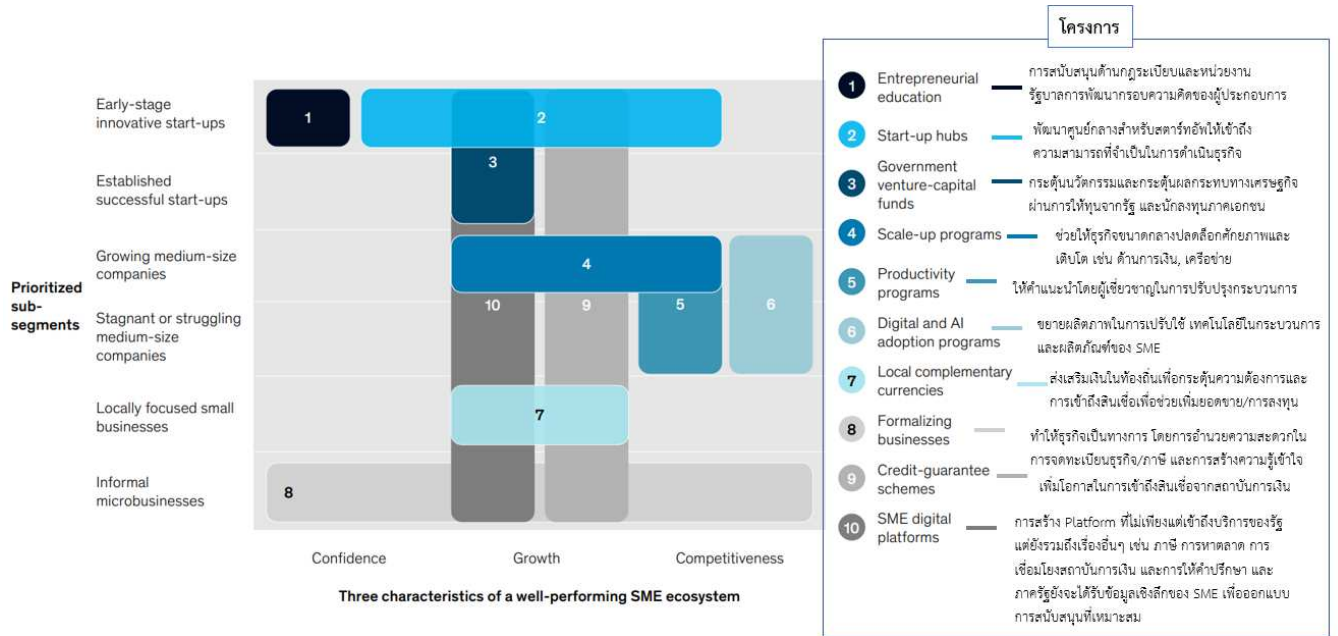 โครงการ
Early-stage
innovative start-ups
Established
successful start-ups
Growing medium-size
companies
Prioritized
sub-
segments
Stagnant or struggling
medium-size
companies
Locally focused small
businesses
Informal
microbusinesses
1
2
3
4
10
9
5
6
7
8
Confidence
Growth
Competitiveness
Three characteristics of a well-performing SME ecosystem
1 Entrepreneurial
education
การสนับสนุนด้านกฎระเบียบและหน่วยงาน
รัฐบาลการพัฒนากรอบความคิดของผู้ประกอบการ
2 Start-up hubs
พัฒนาศูนย์กลางสำหรับสตาร์ทอัพให้เข้าถึง
ความสามารถที่จำเป็นในการดำเนินธุรกิจ
3 Government
venture-capital
funds
กระตุ้นนวัตกรรมและกระตุ้นผลกระทบทางเศรษฐกิจ
ผ่านการให้ทุนจากรัฐ และนักลงทุนภาคเอกชน
4 Scale-up programs
ช่วยให้ธุรกิจขนาดกลางปลดล็อกศักยภาพและ
เติบโต เช่น ด้านการเงิน, เครือข่าย
5 Productivity
programs
ให้คำแนะนำโดยผู้เชี่ยวชาญในการปรับปรุงกระบวนการ
6 Digital and AI
adoption programs
ขยายผลิตภาพในการเปรับใช้ เทคโนโลยีในกระบวนการ
และผลิตภัณฑ์ของ SME
7 Local complementary
currencies
ส่งเสริมเงินในท้องถิ่นเพื่อกระตุ้นความต้องการและ
การเข้าถึงสินเชื่อเพื่อช่วยเพิ่มยอดขาย/การลงทุน
8 Formalizing
businesses
ทำให้ธุรกิจเป็นทางการ โดยการอำนวยความสะดวกใน
การจดทะเบียนธุรกิจ/ภาษี และการสร้างความรู้เข้าใจ
9 Credit-guarantee
schemes
เพิ่มโอกาสในการเข้าถึงสินเชื่อจากสถาบันการเงิน
10 SME digital
platforms
การสร้าง Platform ที่ไม่เพียงแต่เข้าถึงบริการของรัฐ
แต่ยังรวมถึงเรื่องอื่นๆ เช่น ภาษี การหาตลาด การ
เชื่อมโยงสถาบันการเงิน และการให้คำปรึกษา และ
ภาครัฐยังจะได้รับข้อมูลเชิงลึกของ SME เพื่อออกแบบ
การสนับสนุนที่เหมาะสม